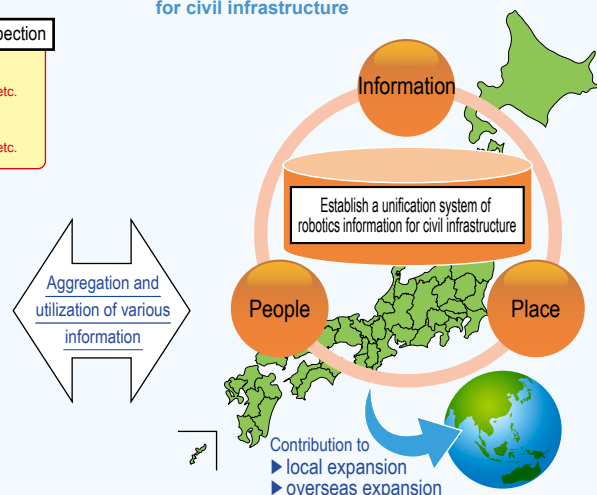 for civil infrastructure
etc.
etc.
Information
Establish a unification system of
robotics information for civil infrastructure
Aggregation and
utilization of various
information
People
Place
Contribution to
▶ local expansion
▶ overseas expansion